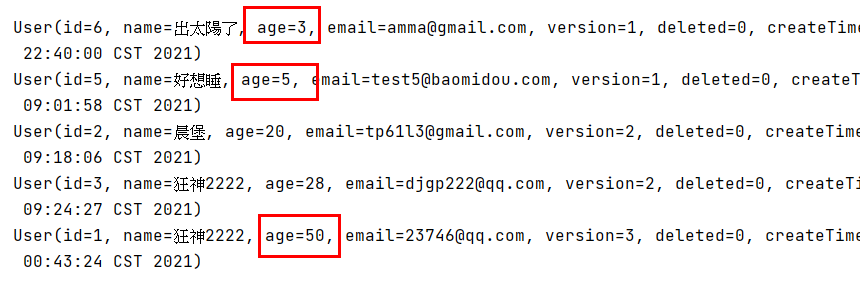 User(id=6, name=出太陽了, age=3, email=amma@gmail.com, version=1, deleted=0, createTime
22:40:00 CST 2021)
User(id=5, name=好想睡, age=5, email=test5@baomidou.com, version=1, deleted=0, createT
09:01:58 CST 2021)
User(id=2, name=晨堡, age=20, email=tp61l3@gmail.com, version=2, deleted=0, createTime
09:18:06 CST 2021)
User(id=3, name=狂神2222, age=28, email=djgp222@qq.com, version=2, deleted=0, createTi
09:24:27 CST 2021)
User(id=1, name=狂神2222, age=50, email=23746@qq.com, version=3, deleted=0, createTime
00:43:24 CST 2021)